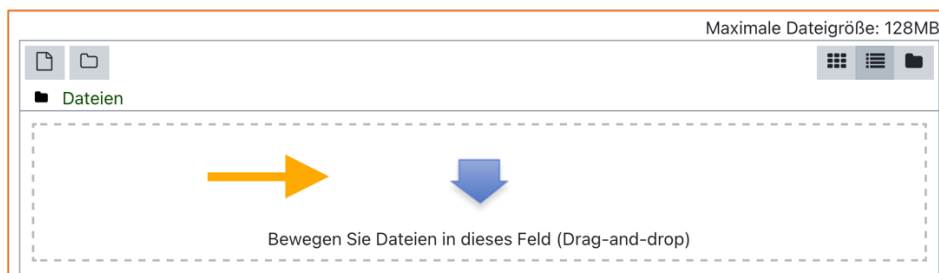 Maximale Dateigröße: 128MB
Dateien
Bewegen Sie Dateien in dieses Feld (Drag-and-drop)